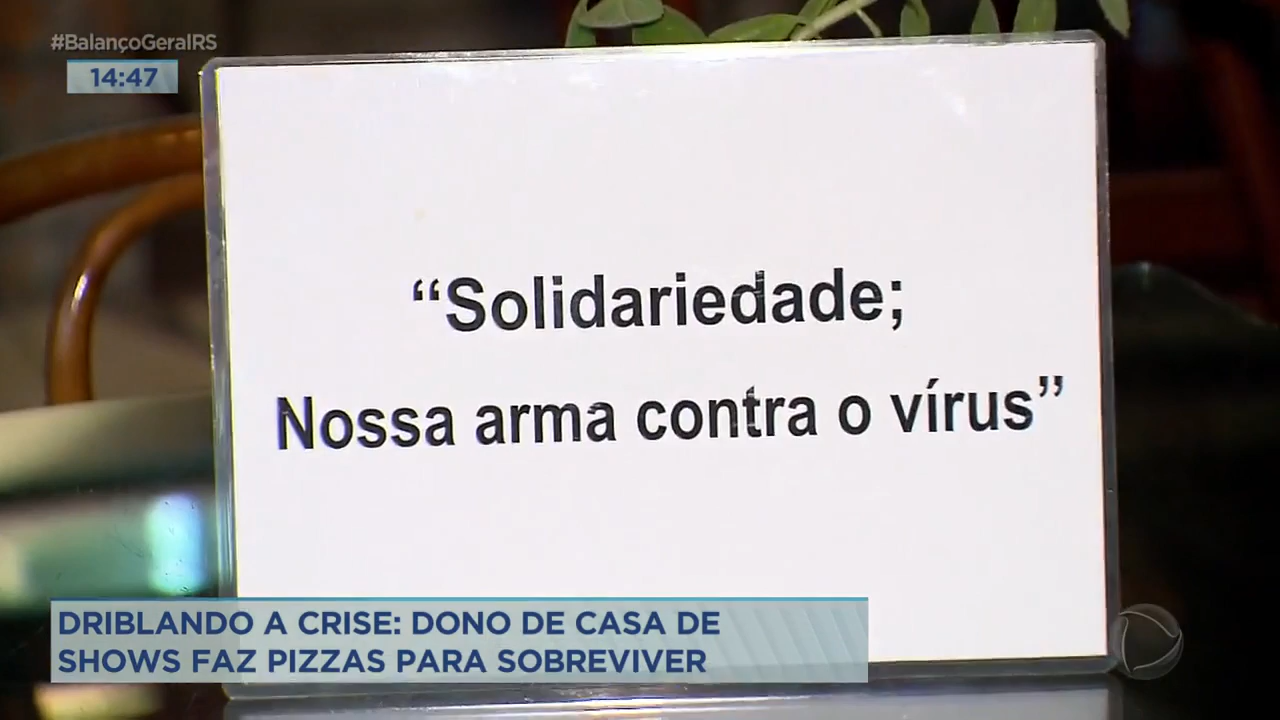 #BalançoGeralRS
14:47
“Solidariedade;
Nossa arma contra o vírus”
DRIBLANDO A CRISE: DONO DE CASA DE
SHOWS FAZ PIZZAS PARA SOBREVIVER